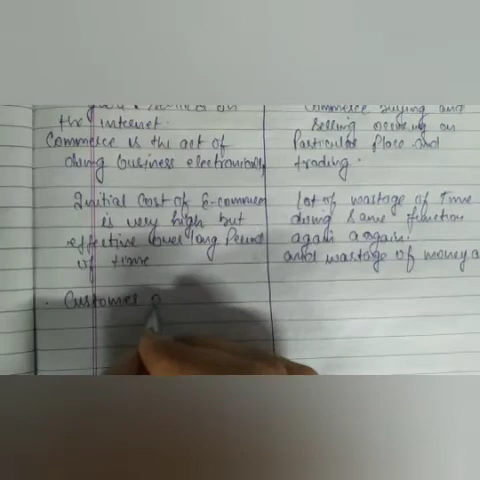 the internet.
Commerce is the act of
doing business electronically
Initial Cost of E-commerce
is very high but
effective over long Period
of time
Customer
Commerce buying and
Selling occuring on
Particular Place and
trading.
lot of wastage of Time
doing same function
again again.
and wastage of money a